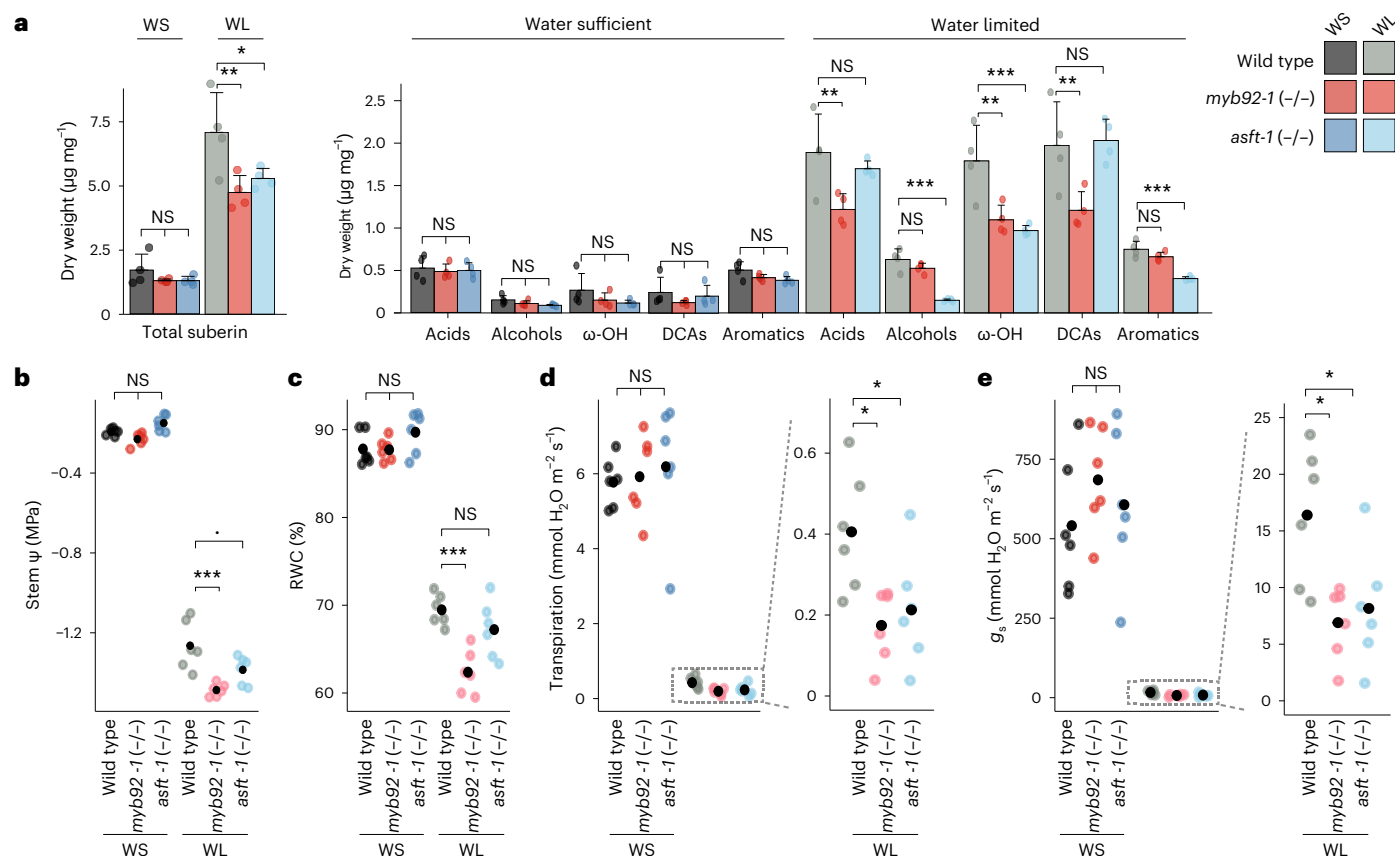 a
WS
WL
Water sufficient
Water limited
WS
WL
Wild type
myb92-1 (−/−)
asft-1 (−/−)
Dry weight (µg mg⁻¹)
7.5
5.0
2.5
0
NS
**
*
Total suberin
Dry weight (µg mg⁻¹)
2.5
2.0
1.5
1.0
0.5
0
NS
NS
NS
NS
NS
NS
**
***
NS
***
**
NS
**
***
NS
Acids
Alcohols
ω-OH
DCAs
Aromatics
Acids
Alcohols
ω-OH
DCAs
Aromatics
b
Stem ψ (MPa)
−0.4
−0.8
−1.2
NS
.
***
Wild type
myb92 -1 (−/−)
asft -1 (−/−)
Wild type
myb92 -1 (−/−)
asft -1 (−/−)
WS
WL
c
RWC (%)
90
80
70
60
NS
NS
***
Wild type
myb92 -1 (−/−)
asft -1 (−/−)
Wild type
myb92 -1 (−/−)
asft -1 (−/−)
WS
WL
d
Transpiration (mmol H₂O m⁻² s⁻¹)
6
4
2
0
NS
Wild type
myb92 -1 (−/−)
asft -1 (−/−)
WS
0.6
0.4
0.2
0
*
*
Wild type
myb92 -1 (−/−)
asft -1 (−/−)
WL
e
gₛ (mmol H₂O m⁻² s⁻¹)
750
500
250
0
NS
Wild type
myb92 -1 (−/−)
asft -1 (−/−)
WS
25
20
15
10
5
0
*
*
Wild type
myb92 -1 (−/−)
asft -1 (−/−)
WL